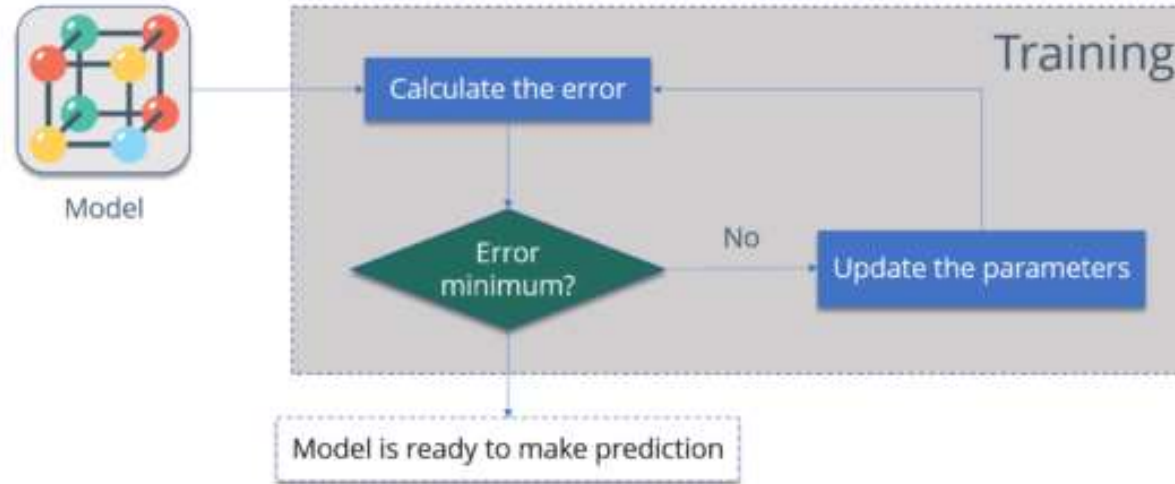 Training
Calculate the error
Model
Error
minimum?
No
Update the parameters
Model is ready to make prediction